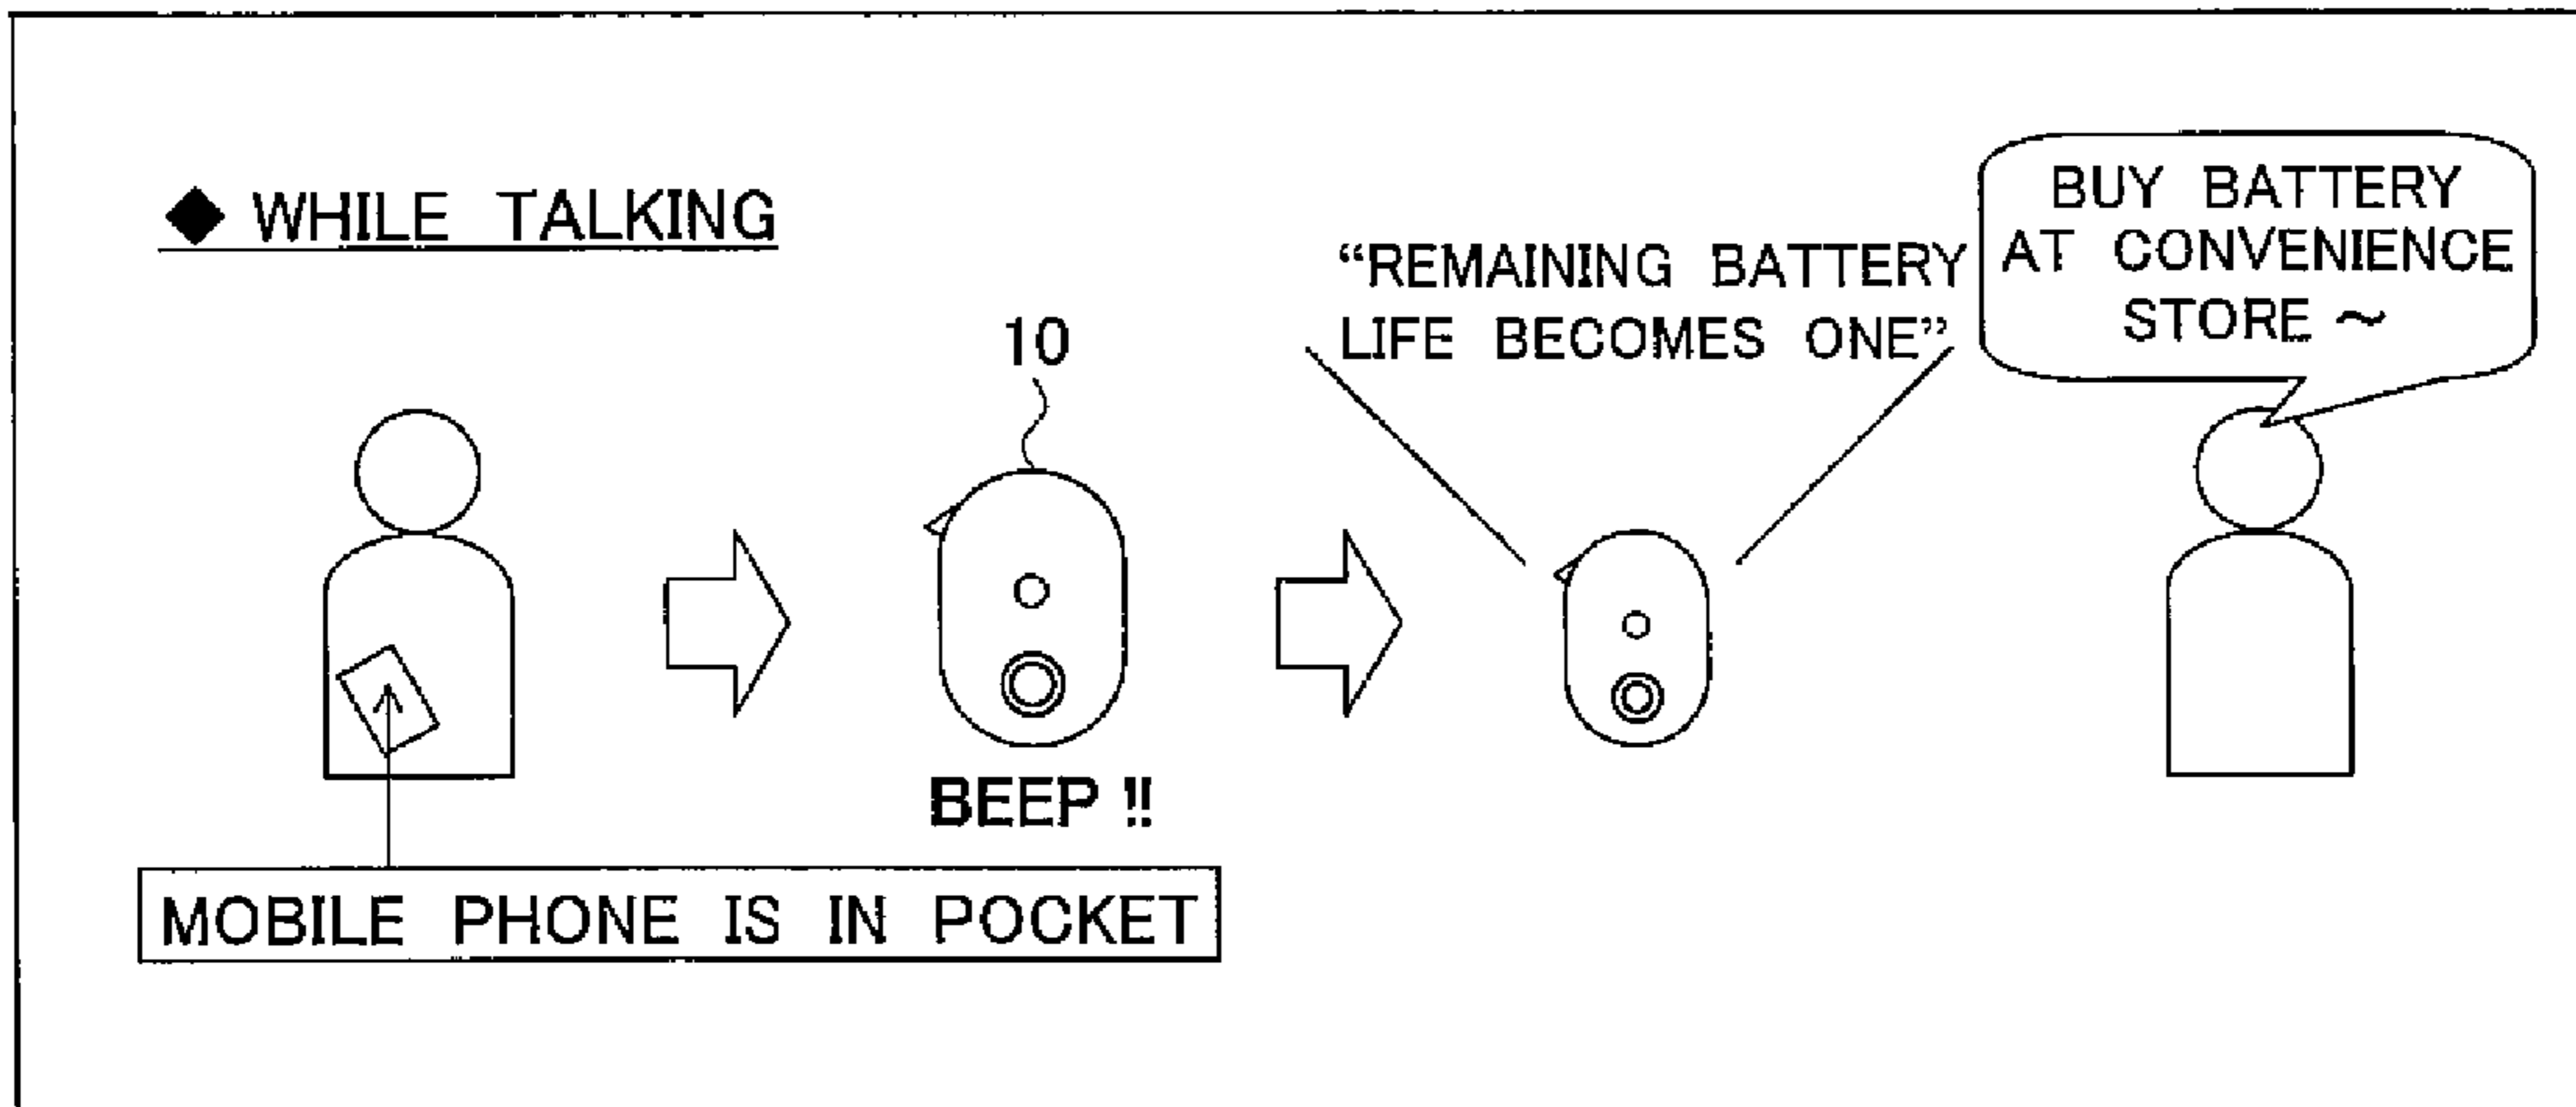 ◆ WHILE TALKING
"REMAINING BATTERY
LIFE BECOMES ONE"
BUY BATTERY
AT CONVENIENCE
STORE ~
10
BEEP !!
MOBILE PHONE IS IN POCKET